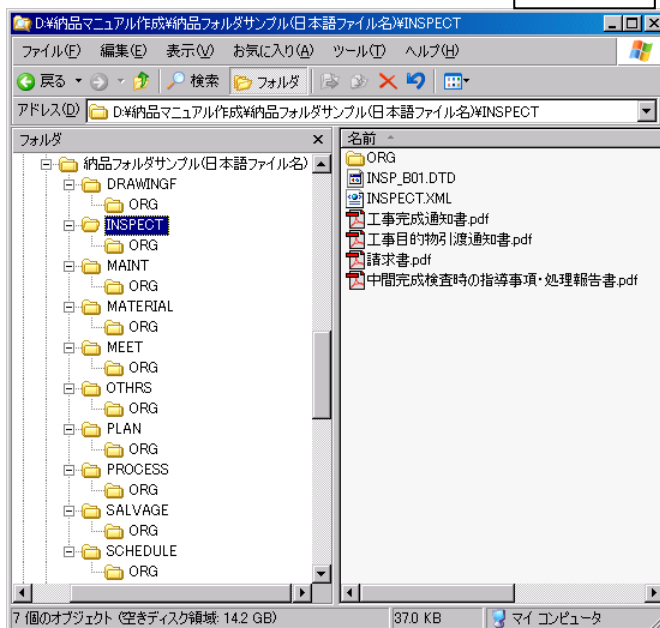 D:¥納品マニュアル作成¥納品フォルダサンプル(日本語ファイル名)¥INSPECT
ファイル(F) 編集(E) 表示(V) お気に入り(A) ツール(T) ヘルプ(H)
戻る 検索 フォルダ
アドレス(D) D:¥納品マニュアル作成¥納品フォルダサンプル(日本語ファイル名)¥INSPECT
フォルダ
納品フォルダサンプル(日本語ファイル名)
DRAWINGF
ORG
INSPECT
ORG
MAINT
ORG
MATERIAL
ORG
MEET
ORG
OTHRS
ORG
PLAN
ORG
PROCESS
ORG
SALVAGE
ORG
SCHEDULE
ORG
名前
ORG
INSP_B01.DTD
INSPECT.XML
工事完成通知書.pdf
工事目的物引渡通知書.pdf
請求書.pdf
中間完成検査時の指導事項・処理報告書.pdf
7 個のオブジェクト (空きディスク領域: 14.2 GB) 37.0 KB マイ コンピュータ